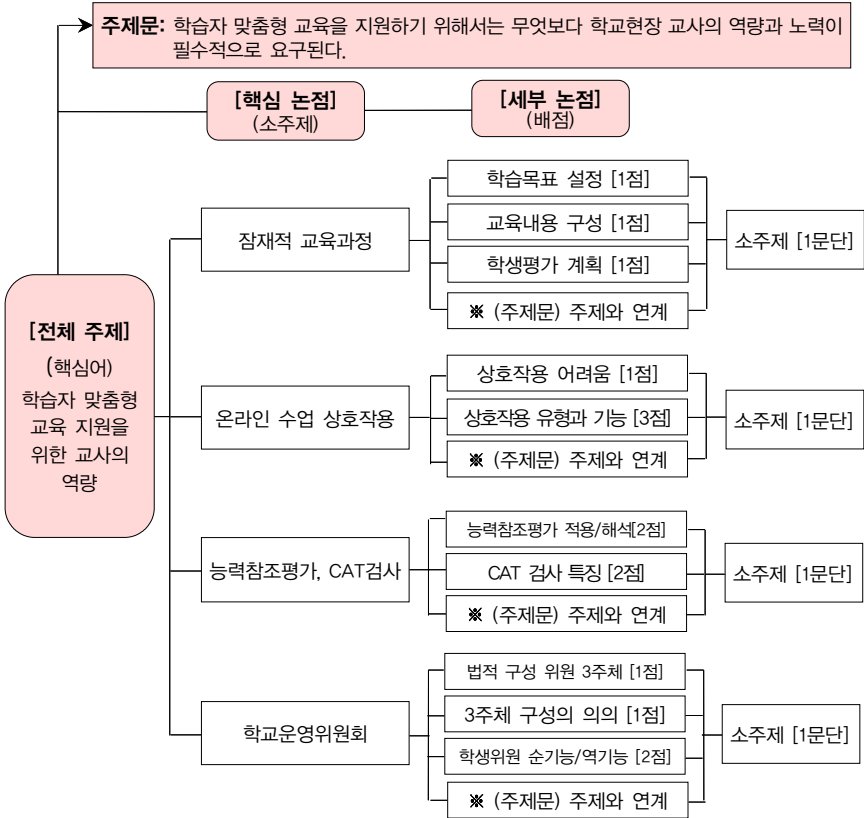 주제문: 학습자 맞춤형 교육을 지원하기 위해서는 무엇보다 학교현장 교사의 역량과 노력이
필수적으로 요구된다.
[핵심 논점]
(소주제)
[세부 논점]
(배점)
[전체 주제]
(핵심어)
학습자 맞춤형
교육 지원을
위한 교사의
역량
잠재적 교육과정
학습목표 설정 [1점]
교육내용 구성 [1점]
학생평가 계획 [1점]
※ (주제문) 주제와 연계
소주제 [1문단]
온라인 수업 상호작용
상호작용 어려움 [1점]
상호작용 유형과 기능 [3점]
※ (주제문) 주제와 연계
소주제 [1문단]
능력참조평가, CAT검사
능력참조평가 적용/해석[2점]
CAT 검사 특징 [2점]
※ (주제문) 주제와 연계
소주제 [1문단]
학교운영위원회
법적 구성 위원 3주체 [1점]
3주체 구성의 의의 [1점]
학생위원 순기능/역기능 [2점]
※ (주제문) 주제와 연계
소주제 [1문단]